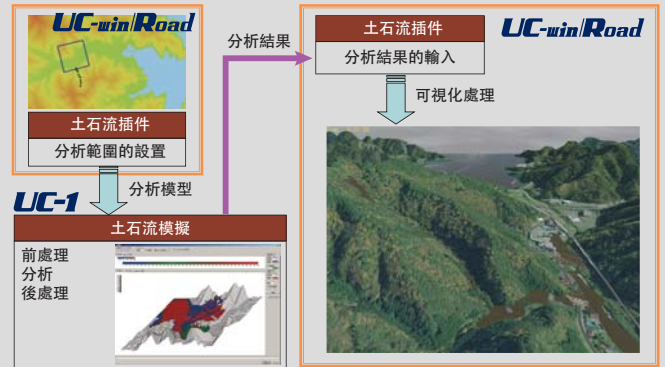 UC-win/Road
土石流插件
分析範圍的設置
分析模型
UC-1
土石流模擬
前處理
分析
後處理
分析結果
土石流插件
分析結果的輸入
UC-win/Road
可視化處理